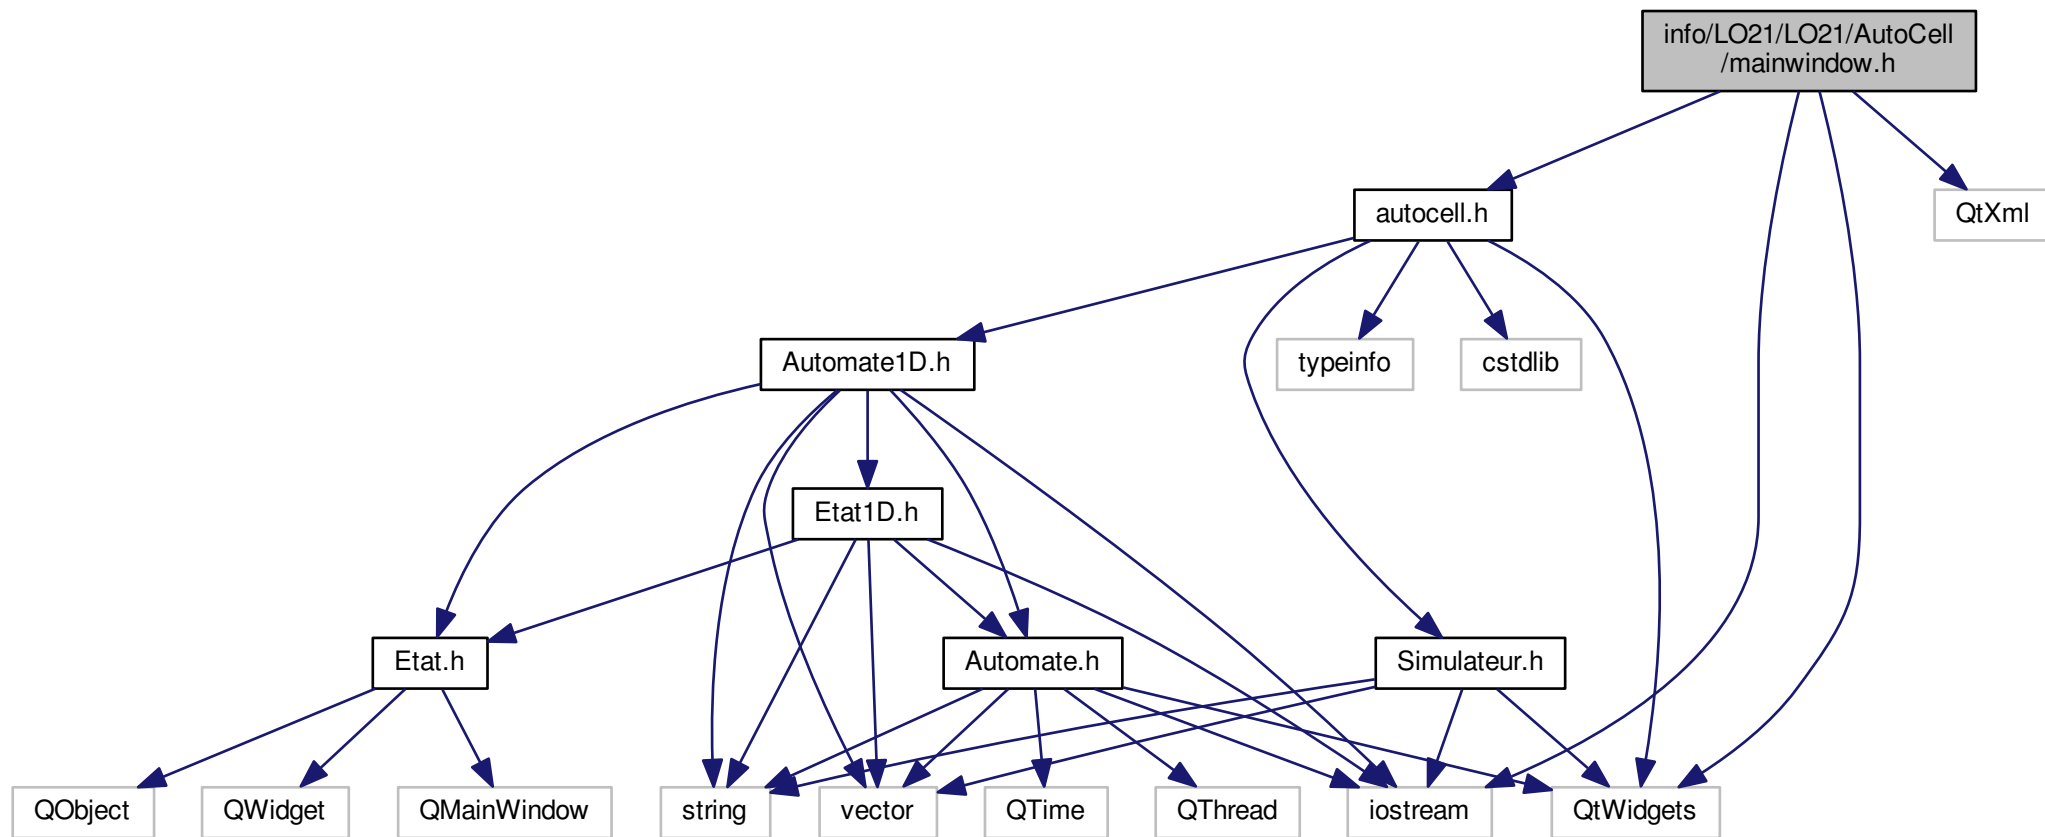 info/LO21/LO21/AutoCell
/mainwindow.h
autocell.h
QtXml
Automate1D.h
typeinfo
cstdlib
Etat1D.h
Etat.h
Automate.h
Simulateur.h
QObject
QWidget
QMainWindow
string
vector
QTime
QThread
iostream
QtWidgets